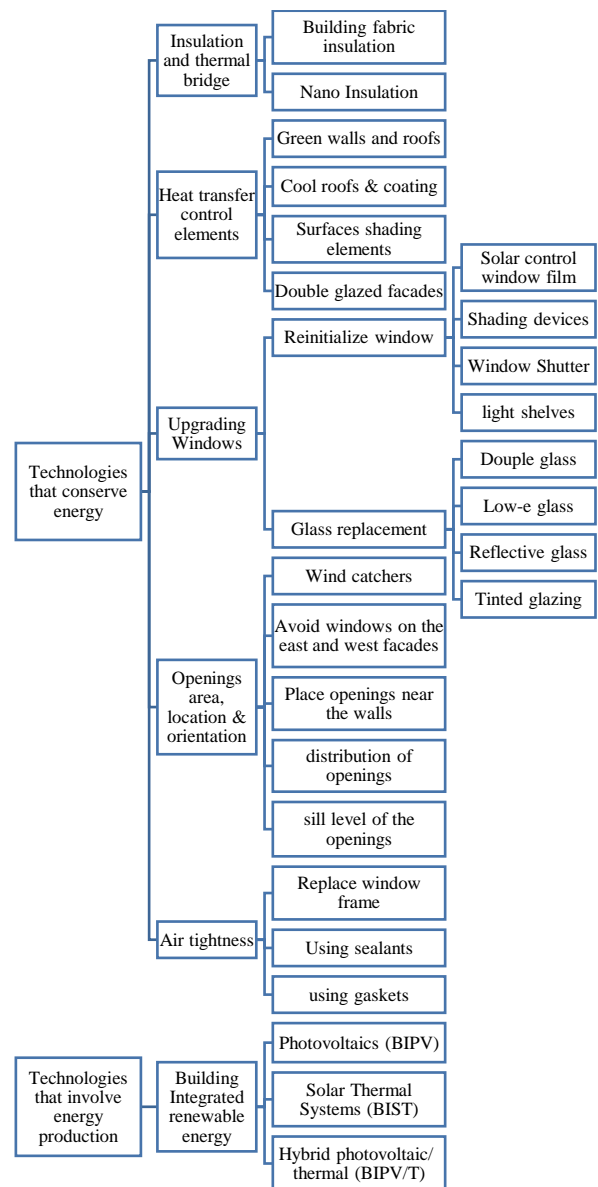 Technologies
that conserve
energy
Insulation
and thermal
bridge
Building fabric
insulation
Nano Insulation
Heat transfer
control
elements
Green walls and roofs
Cool roofs & coating
Surfaces shading
elements
Double glazed facades
Upgrading
Windows
Reinitialize window
Solar control
window film
Shading devices
Window Shutter
light shelves
Glass replacement
Douple glass
Low-e glass
Reflective glass
Tinted glazing
Openings
area,
location &
orientation
Wind catchers
Avoid windows on the
east and west facades
Place openings near
the walls
distribution of
openings
sill level of the
openings
Air tightness
Replace window
frame
Using sealants
using gaskets
Technologies
that involve
energy
production
Building
Integrated
renewable
energy
Photovoltaics (BIPV)
Solar Thermal
Systems (BIST)
Hybrid photovoltaic/
thermal (BIPV/T)